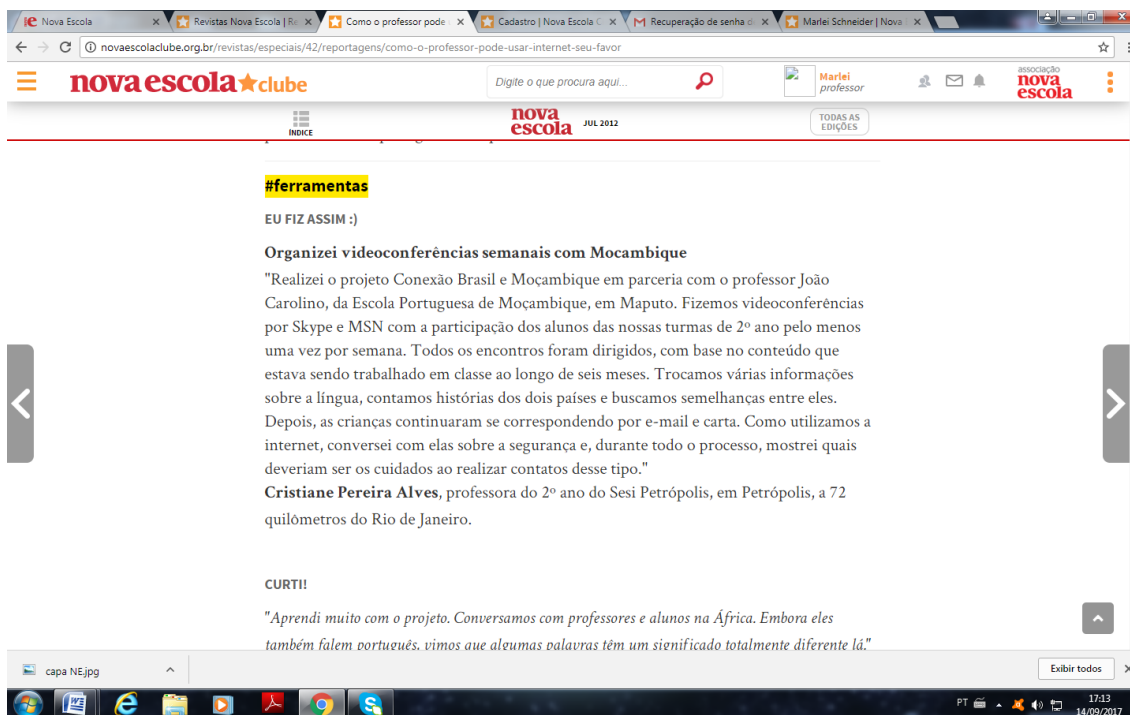 Nova Escola
Revistas Nova Escola | Re
Como o professor pode u
Cadastro | Nova Escola C
Recuperação de senha d
Marlei Schneider | Nova
novaescolaclube.org.br/revistas/especiais/42/reportagens/como-o-professor-pode-usar-internet-seu-favor
nova escola clube
Digite o que procura aqui...
Marlei
professor
associação
nova
escola
ÍNDICE
nova
escola
JUL 2012
TODAS AS
EDIÇÕES
#ferramentas
EU FIZ ASSIM :)
Organizei videoconferências semanais com Mocambique
"Realizei o projeto Conexão Brasil e Moçambique em parceria com o professor João
Carolino, da Escola Portuguesa de Moçambique, em Maputo. Fizemos videoconferências
por Skype e MSN com a participação dos alunos das nossas turmas de 2º ano pelo menos
uma vez por semana. Todos os encontros foram dirigidos, com base no conteúdo que
estava sendo trabalhado em classe ao longo de seis meses. Trocamos várias informações
sobre a língua, contamos histórias dos dois países e buscamos semelhanças entre eles.
Depois, as crianças continuaram se correspondendo por e-mail e carta. Como utilizamos a
internet, conversei com elas sobre a segurança e, durante todo o processo, mostrei quais
deveriam ser os cuidados ao realizar contatos desse tipo."
Cristiane Pereira Alves, professora do 2º ano do Sesi Petrópolis, em Petrópolis, a 72
quilômetros do Rio de Janeiro.
CURTI!
"Aprendi muito com o projeto. Conversamos com professores e alunos na África. Embora eles
também falem português, vimos que algumas palavras têm um significado totalmente diferente lá."
capa NE.jpg
Exibir todos
PT
17:13
14/09/2017